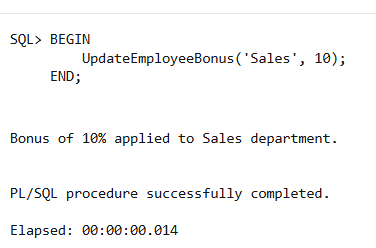 SQL> BEGIN
         UpdateEmployeeBonus('Sales', 10);
     END;
Bonus of 10% applied to Sales department.
PL/SQL procedure successfully completed.
Elapsed: 00:00:00.014